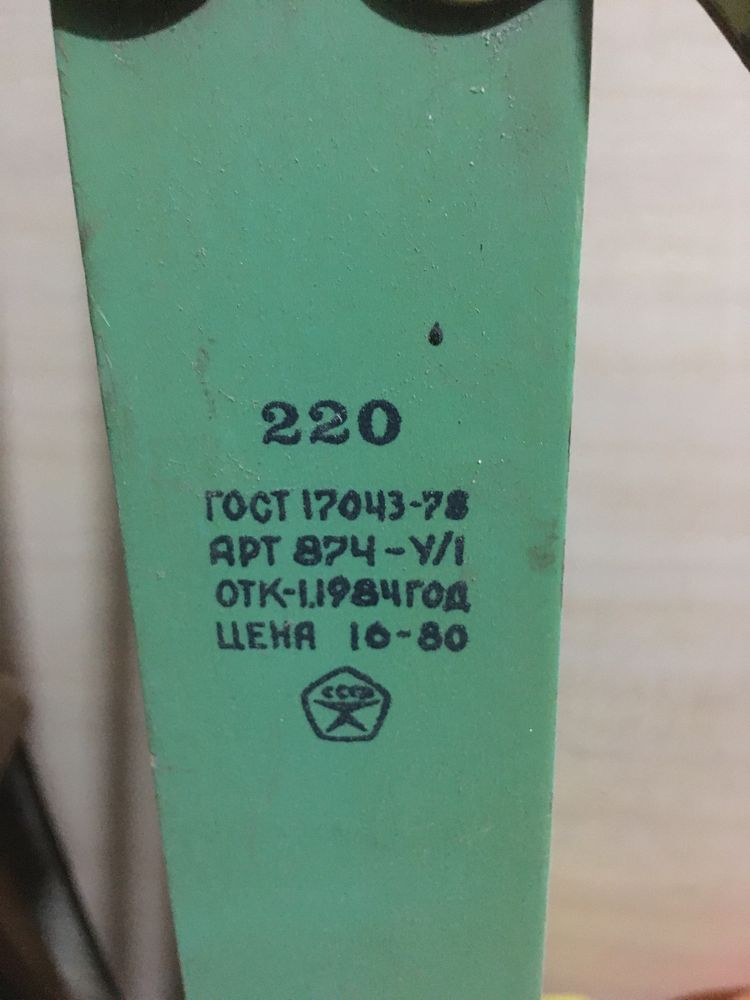 220
ГОСТ 17043-78
АРТ 874-У/1
ОТК-1.1984ГОД
ЦЕНА 16-80
СССР